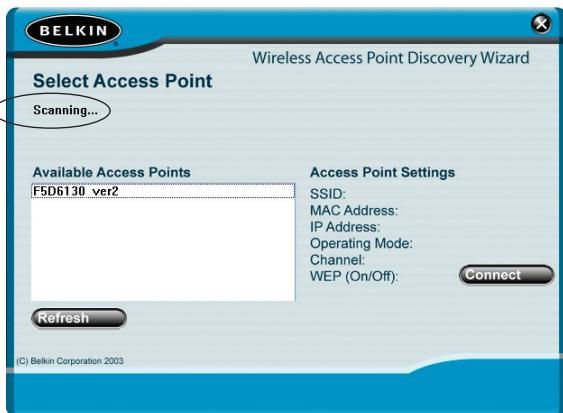 BELKIN
Wireless Access Point Discovery Wizard
Select Access Point
Scanning...
Available Access Points
F5D6130 ver2
Access Point Settings
SSID:
MAC Address:
IP Address:
Operating Mode:
Channel:
WEP (On/Off):
Connect
Refresh
(C) Belkin Corporation 2003